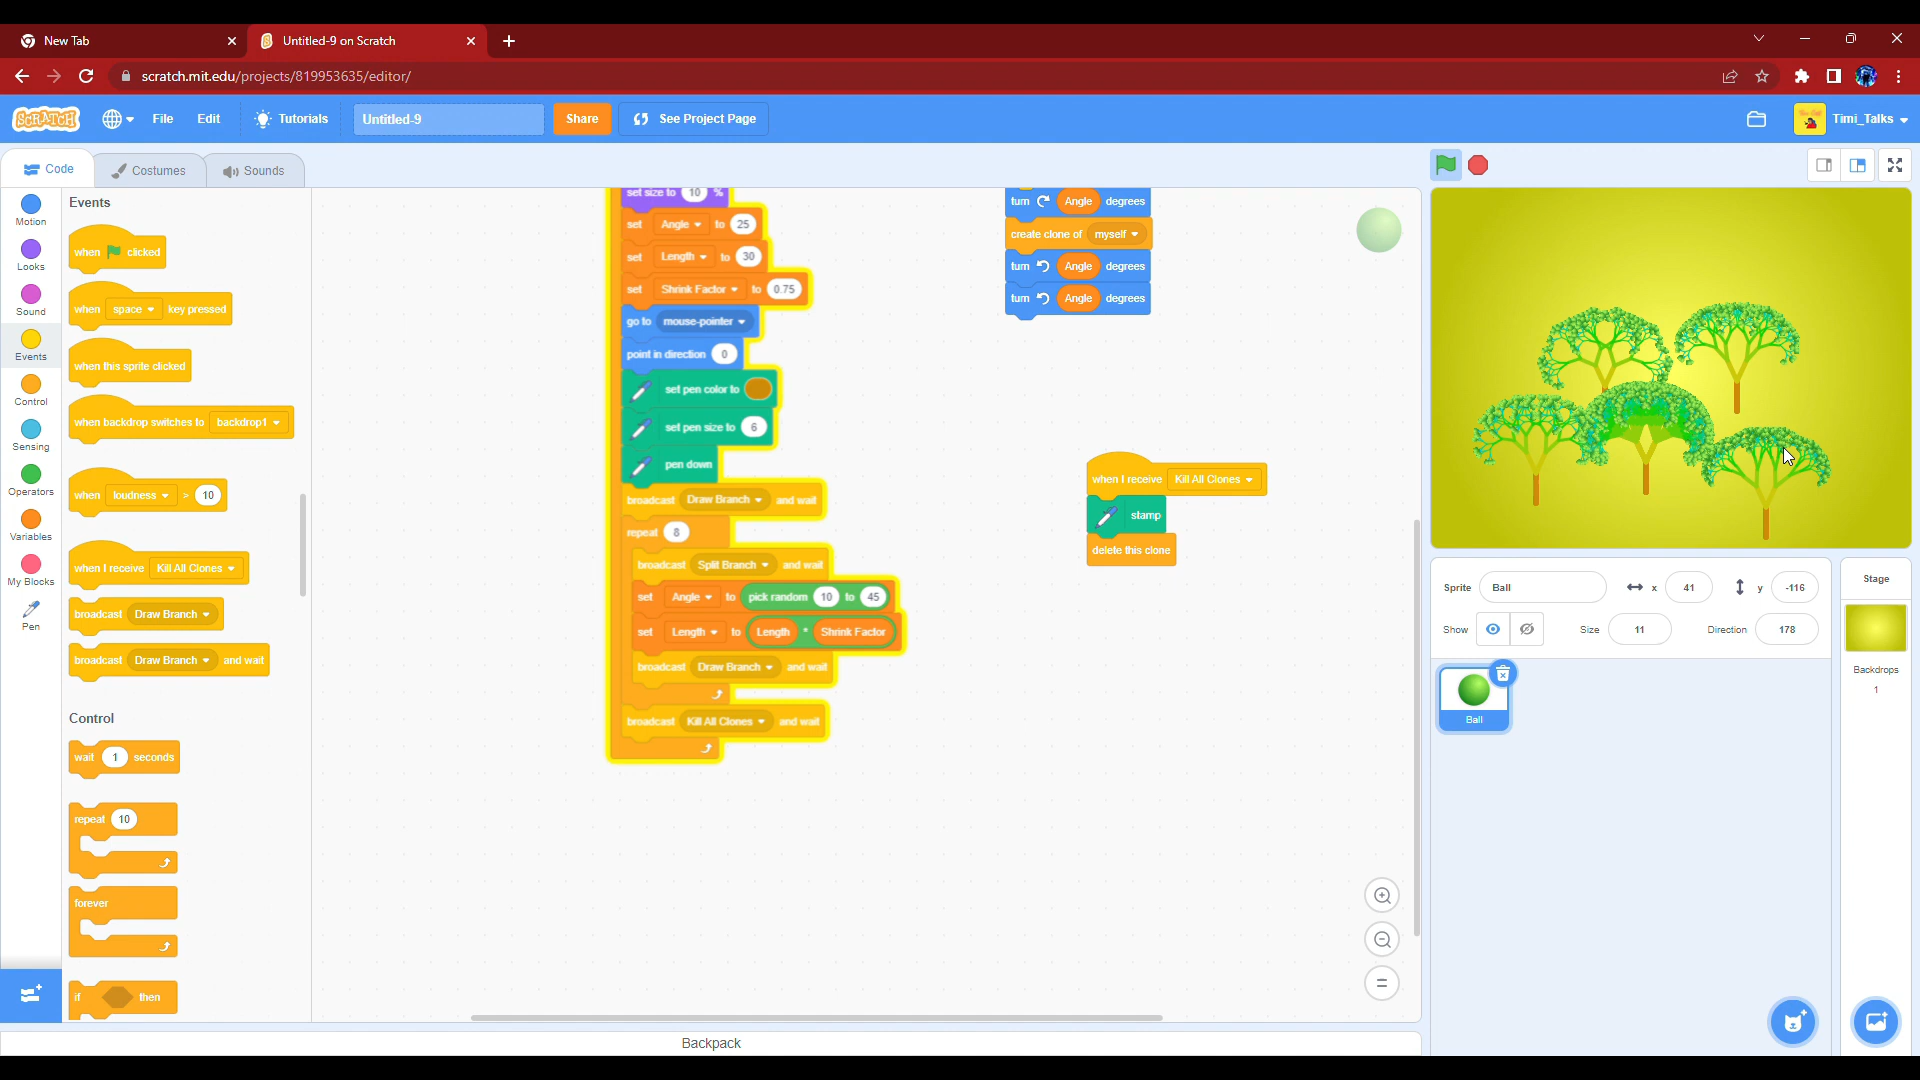 New Tab
Untitled-9 on Scratch
scratch.mit.edu/projects/819953635/editor/
SCRATCH
File
Edit
Tutorials
Untitled-9
Share
See Project Page
Timi_Talks
Code
Costumes
Sounds
Motion
Looks
Sound
Events
Control
Sensing
Operators
Variables
My Blocks
Pen
Events
when clicked
when space key pressed
when this sprite clicked
when backdrop switches to backdrop1
when loudness > 10
when I receive Kill All Clones
broadcast Draw Branch
broadcast Draw Branch and wait
Control
wait 1 seconds
repeat 10
forever
if then
set size to 10 %
set Angle to 25
set Length to 30
set Shrink Factor to 0.75
go to mouse-pointer
point in direction 0
set pen color to
set pen size to 6
pen down
broadcast Draw Branch and wait
repeat 8
broadcast Split Branch and wait
set Angle to pick random 10 to 45
set Length to Length * Shrink Factor
broadcast Draw Branch and wait
broadcast Kill All Clones and wait
turn Angle degrees
create clone of myself
turn Angle degrees
turn Angle degrees
when I receive Kill All Clones
stamp
delete this clone
Sprite Ball x 41 y -116
Show Size 11 Direction 178
Ball
Stage
Backdrops
1
Backpack